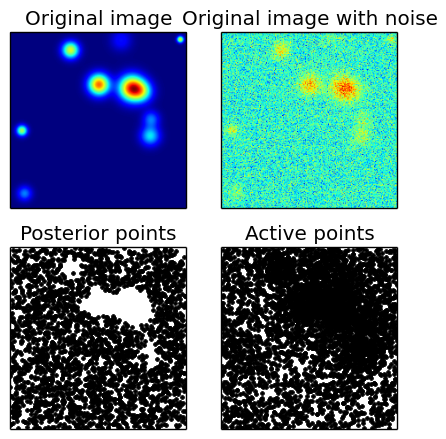 Original image
Original image with noise
Posterior points
Active points